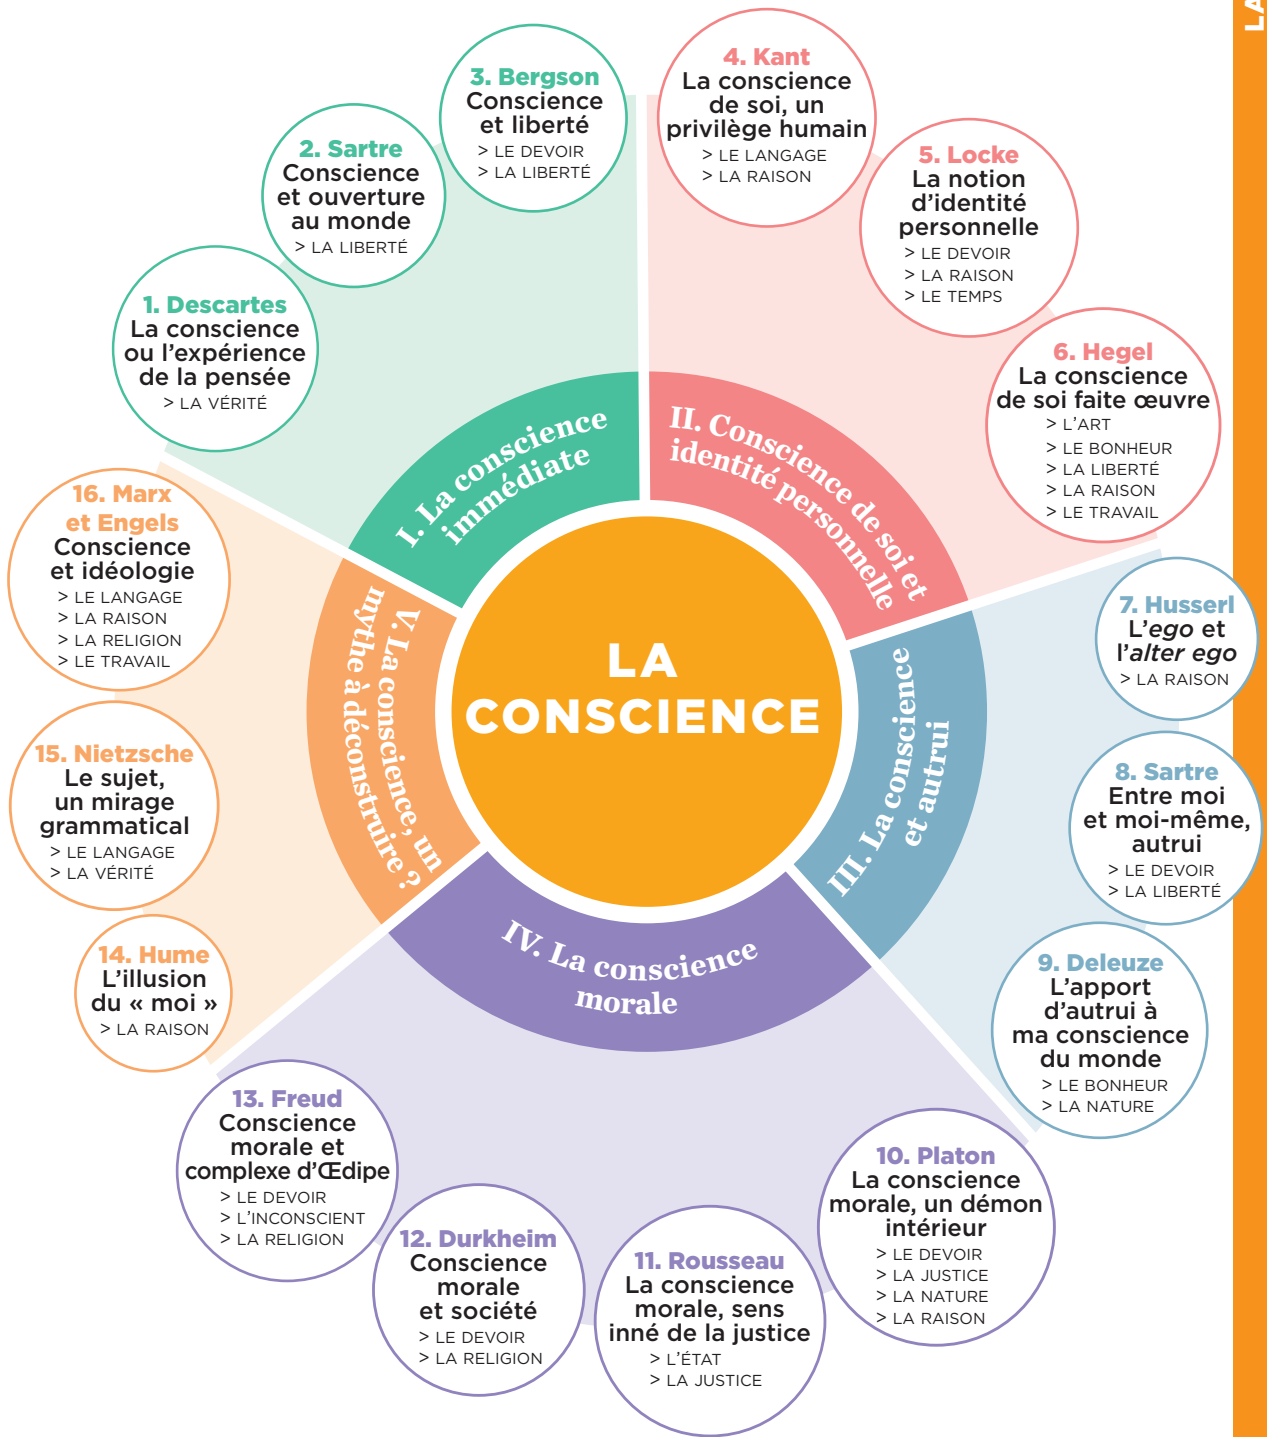 LA
LA
CONSCIENCE
I. La conscience
immédiate
1. Descartes
La conscience
ou l'expérience
de la pensée
> LA VÉRITÉ
2. Sartre
Conscience
et ouverture
au monde
> LA LIBERTÉ
3. Bergson
Conscience
et liberté
> LE DEVOIR
> LA LIBERTÉ
II. Conscience de soi et
identité personnelle
4. Kant
La conscience
de soi, un
privilège humain
> LE LANGAGE
> LA RAISON
5. Locke
La notion
d'identité
personnelle
> LE DEVOIR
> LA RAISON
> LE TEMPS
6. Hegel
La conscience
de soi faite œuvre
> L'ART
> LE BONHEUR
> LA LIBERTÉ
> LA RAISON
> LE TRAVAIL
III. La conscience
et autrui
7. Husserl
L'ego et
l'alter ego
> LA RAISON
8. Sartre
Entre moi
et moi-même,
autrui
> LE DEVOIR
> LA LIBERTÉ
9. Deleuze
L'apport
d'autrui à
ma conscience
du monde
> LE BONHEUR
> LA NATURE
IV. La conscience
morale
10. Platon
La conscience
morale, un démon
intérieur
> LE DEVOIR
> LA JUSTICE
> LA NATURE
> LA RAISON
11. Rousseau
La conscience
morale, sens
inné de la justice
> L'ÉTAT
> LA JUSTICE
12. Durkheim
Conscience
morale
et société
> LE DEVOIR
> LA RELIGION
13. Freud
Conscience
morale et
complexe d'Œdipe
> LE DEVOIR
> L'INCONSCIENT
> LA RELIGION
V. La conscience, un
mythe à déconstruire ?
14. Hume
L'illusion
du « moi »
> LA RAISON
15. Nietzsche
Le sujet,
un mirage
grammatical
> LE LANGAGE
> LA VÉRITÉ
16. Marx
et Engels
Conscience
et idéologie
> LE LANGAGE
> LA RAISON
> LA RELIGION
> LE TRAVAIL